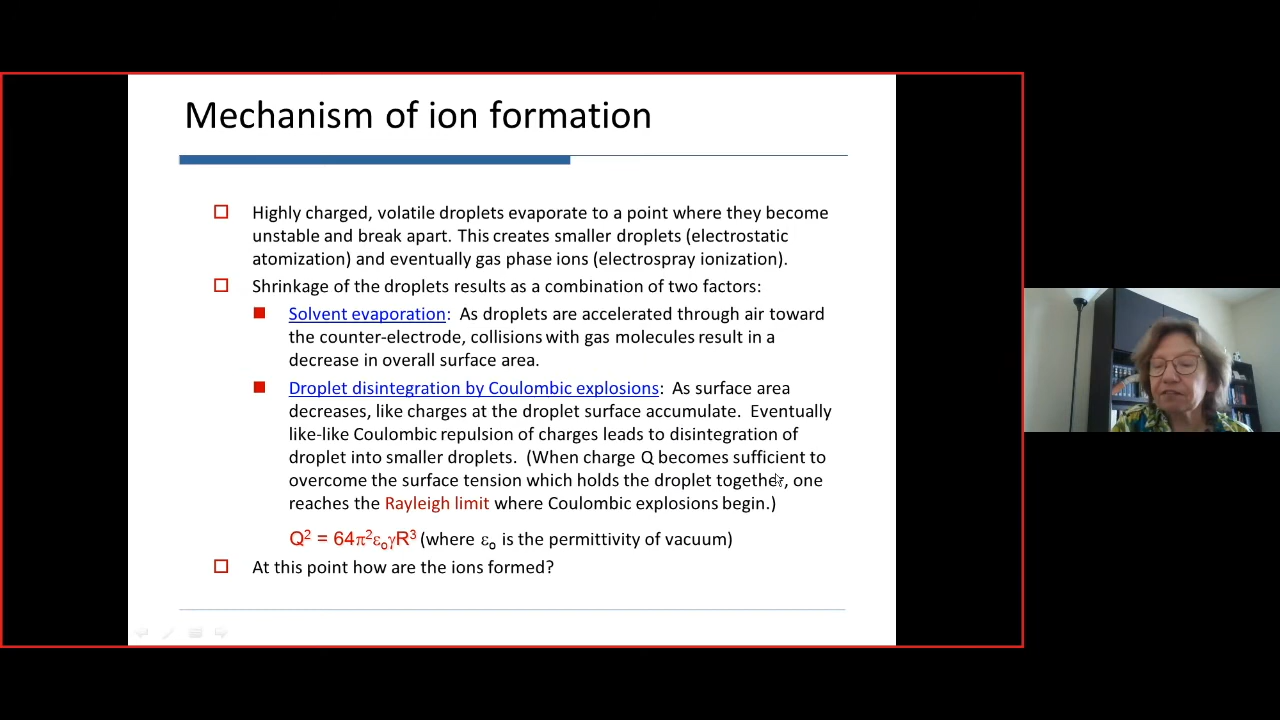 Mechanism of ion formation
Highly charged, volatile droplets evaporate to a point where they become
unstable and break apart. This creates smaller droplets (electrostatic
atomization) and eventually gas phase ions (electrospray ionization).
Shrinkage of the droplets results as a combination of two factors:
Solvent evaporation: As droplets are accelerated through air toward
the counter-electrode, collisions with gas molecules result in a
decrease in overall surface area.
Droplet disintegration by Coulombic explosions: As surface area
decreases, like charges at the droplet surface accumulate. Eventually
like-like Coulombic repulsion of charges leads to disintegration of
droplet into smaller droplets. (When charge Q becomes sufficient to
overcome the surface tension which holds the droplet together, one
reaches the Rayleigh limit where Coulombic explosions begin.)
Q² = 64π²ε₀γR³ (where ε₀ is the permittivity of vacuum)
At this point how are the ions formed?